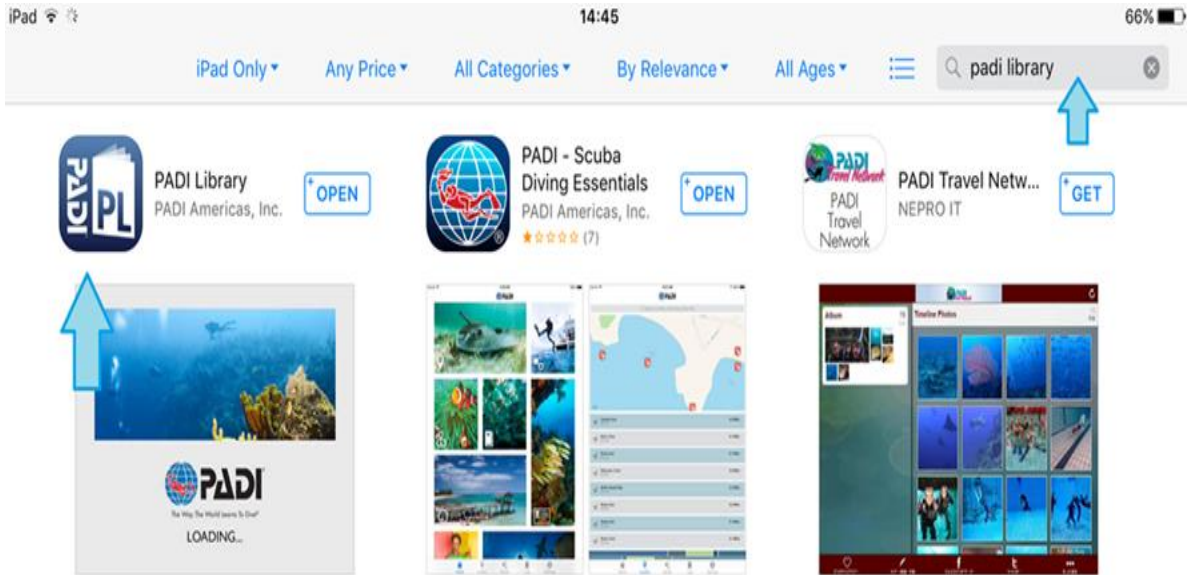 iPad 14:45 66%
iPad Only Any Price All Categories By Relevance All Ages padi library
PADI PL
PADI Library
PADI Americas, Inc.
OPEN
PADI - Scuba
Diving Essentials
PADI Americas, Inc.
(7)
OPEN
PADI
Travel Network
PADI
Travel
Network
PADI Travel Netw...
NEPRO IT
GET
PADI
The Way The World Learns To Dive®
LOADING...
PADI
PADI
Album
Timeline Photos